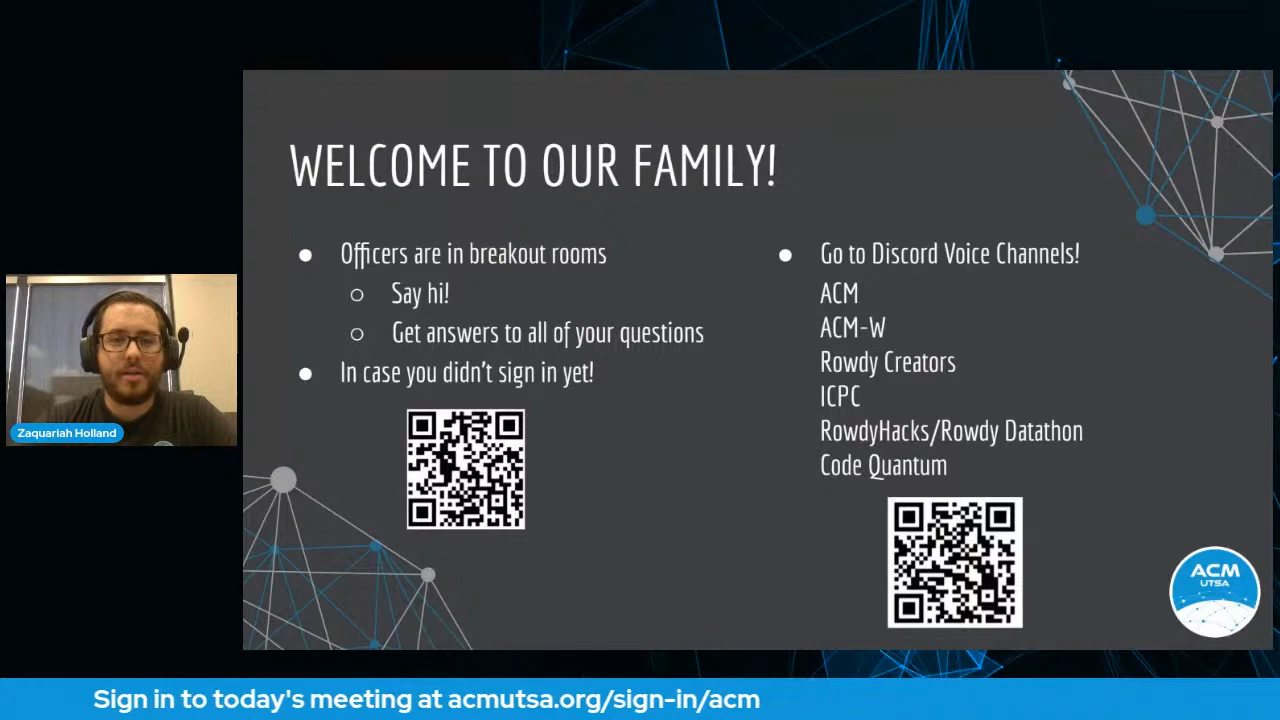 WELCOME TO OUR FAMILY!
Officers are in breakout rooms
Say hi!
Get answers to all of your questions
In case you didn't sign in yet!
Go to Discord Voice Channels!
ACM
ACM-W
Rowdy Creators
ICPC
RowdyHacks/Rowdy Datathon
Code Quantum
Zaquariah Holland
ACM
UTSA
Sign in to today's meeting at acmutsa.org/sign-in/acm